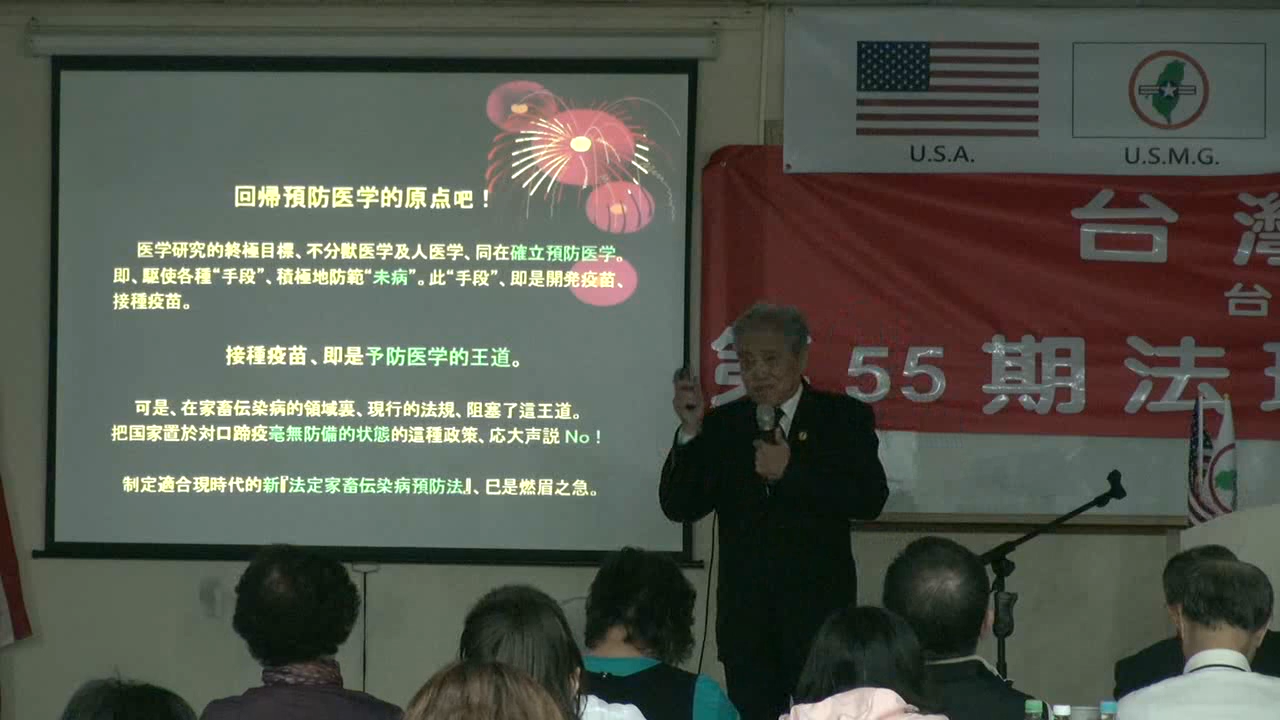 回帰預防医学的原点吧！
医学研究的終極目標、不分獣医学及人医学、同在確立預防医学。
即、駆使各種“手段”、積極地防範“未病”。此“手段”、即是開発疫苗、
接種疫苗。
接種疫苗、即是予防医学的王道。
可是、在家畜伝染病的領域裏、現行的法規、阻塞了這王道。
把国家置於対口蹄疫毫無防備的状態的這種政策、応大声説 No！
制定適合現時代的新『法定家畜伝染病預防法』、巳是燃眉之急。
U.S.A.
U.S.M.G.
台灣
台
第55期法理